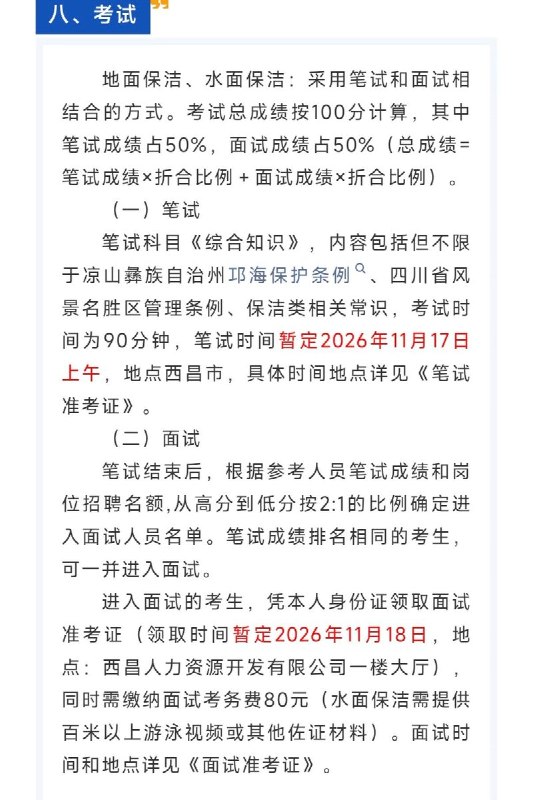 八、考试
地面保洁、水面保洁：采用笔试和面试相
结合的方式。考试总成绩按100分计算，其中
笔试成绩占50%，面试成绩占50%（总成绩=
笔试成绩×折合比例＋面试成绩×折合比例）。
（一）笔试
笔试科目《综合知识》，内容包括但不限
于凉山彝族自治州邛海保护条例、四川省风
景名胜区管理条例、保洁类相关常识，考试时
间为90分钟，笔试时间暂定2026年11月17日
上午，地点西昌市，具体时间地点详见《笔试
准考证》。
（二）面试
笔试结束后，根据参考人员笔试成绩和岗
位招聘名额,从高分到低分按2:1的比例确定进
入面试人员名单。笔试成绩排名相同的考生，
可一并进入面试。
进入面试的考生，凭本人身份证领取面试
准考证（领取时间暂定2026年11月18日，地
点：西昌人力资源开发有限公司一楼大厅），
同时需缴纳面试考务费80元（水面保洁需提供
百米以上游泳视频或其他佐证材料）。面试时
间和地点详见《面试准考证》。